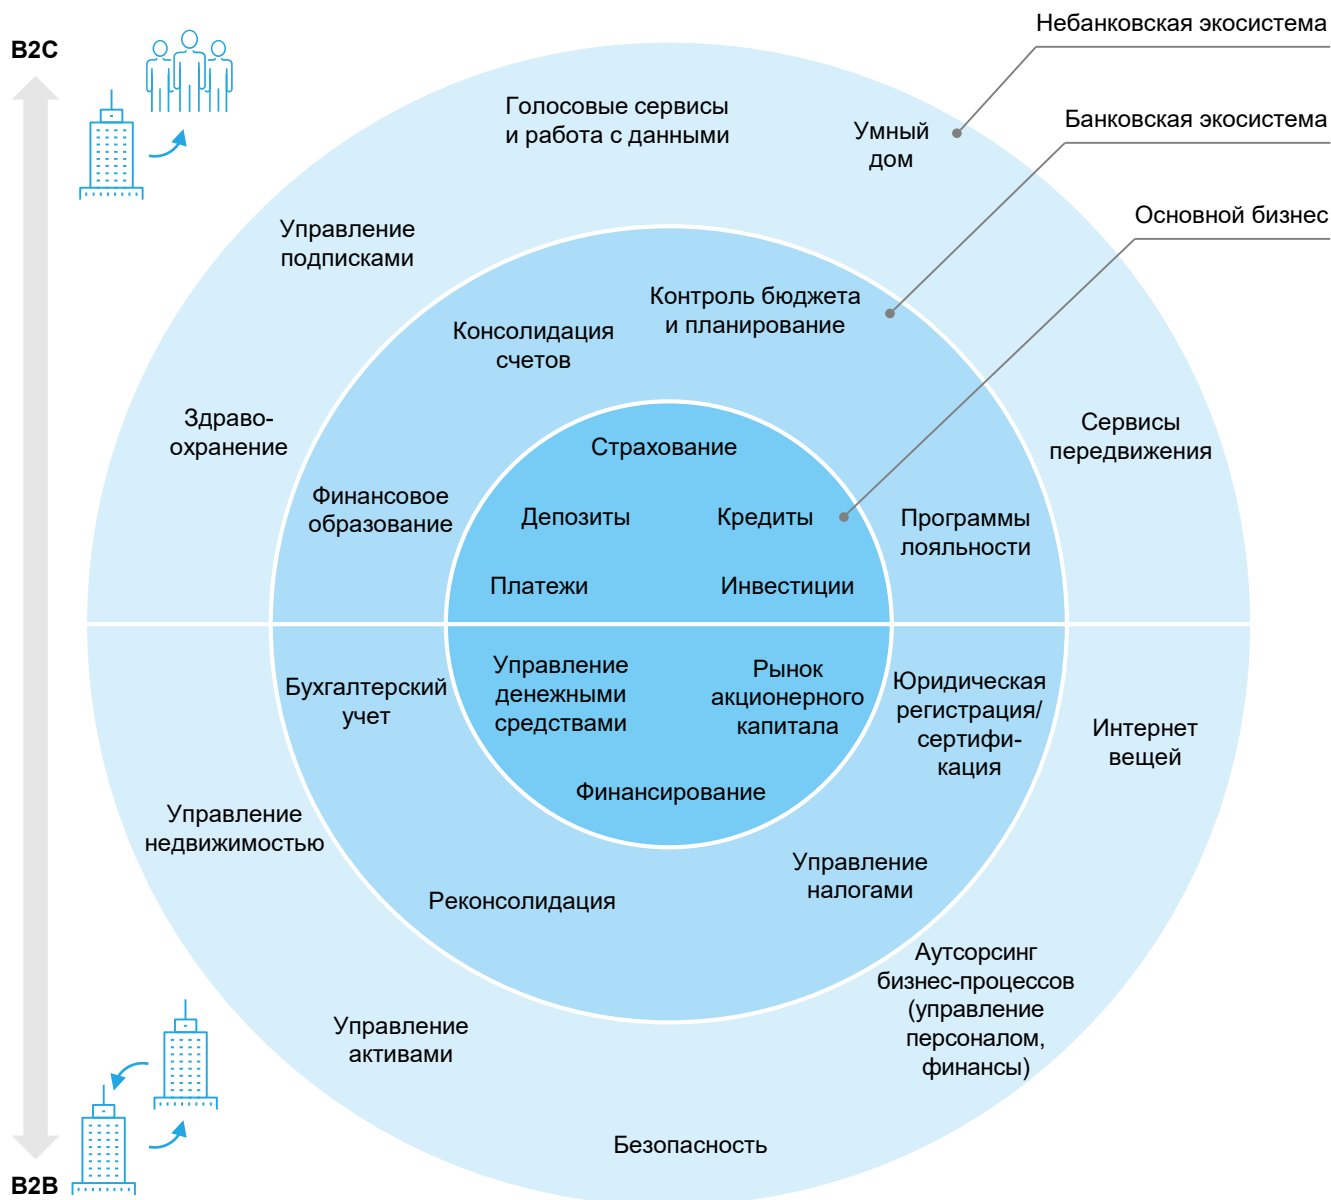 Небанковская экосистема
B2C
Голосовые сервисы
и работа с данными
Умный
дом
Банковская экосистема
Основной бизнес
Управление
подписками
Контроль бюджета
и планирование
Консолидация
счетов
Здраво-
охранение
Сервисы
передвижения
Страхование
Финансовое
образование
Депозиты
Кредиты
Программы
лояльности
Платежи
Инвестиции
Бухгалтерский
учет
Управление
денежными
средствами
Рынок
акционерного
капитала
Юридическая
регистрация/
сертифи-
кация
Интернет
вещей
Финансирование
Управление
недвижимостью
Управление
налогами
Реконсолидация
Аутсорсинг
бизнес-процессов
(управление
персоналом,
финансы)
Управление
активами
Безопасность
B2B